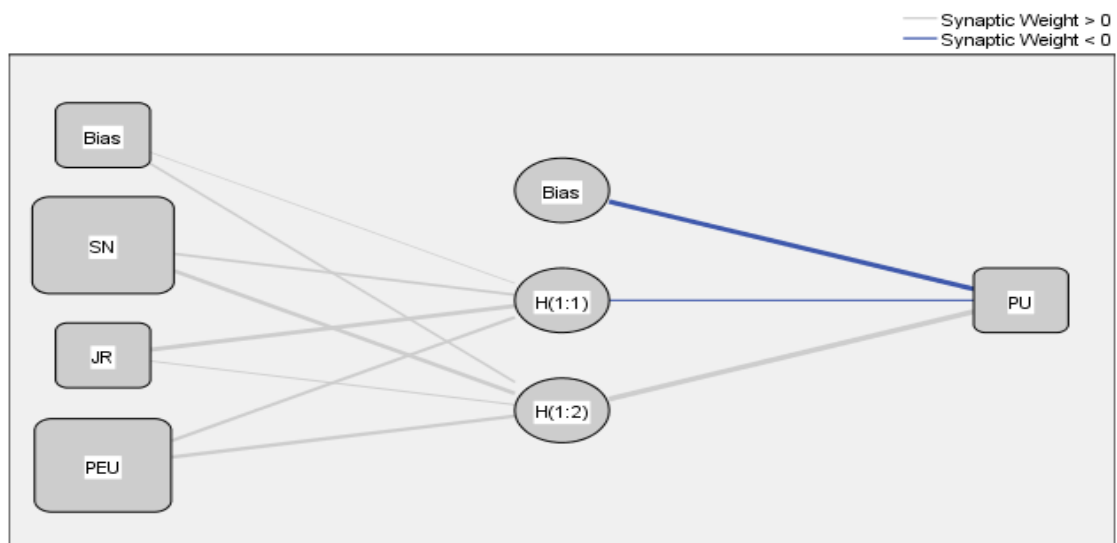 Synaptic Weight > 0
Synaptic Weight < 0
Bias
SN
JR
PEU
Bias
H(1:1)
H(1:2)
PU